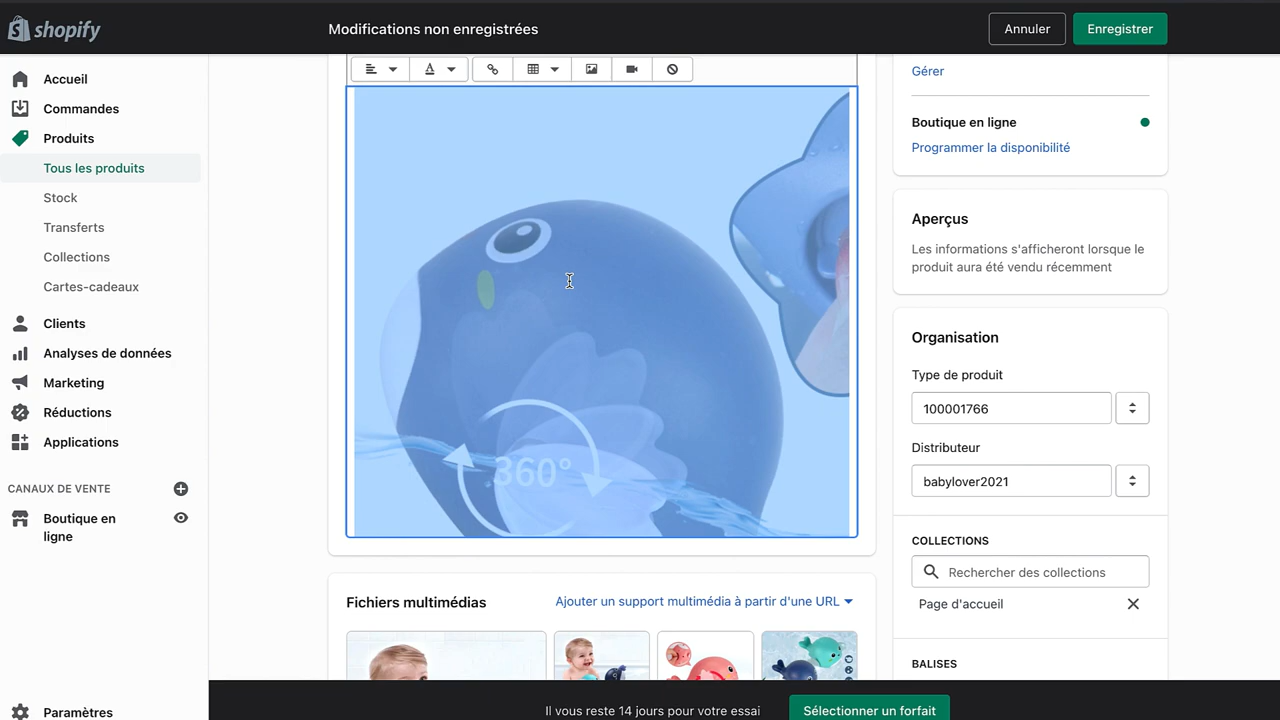 shopify
Modifications non enregistrées
Annuler
Enregistrer
Accueil
Commandes
Produits
Tous les produits
Stock
Transferts
Collections
Cartes-cadeaux
Clients
Analyses de données
Marketing
Réductions
Applications
CANAUX DE VENTE
Boutique en
ligne
Paramètres
A
360°
Fichiers multimédias
Ajouter un support multimédia à partir d'une URL
Gérer
Boutique en ligne
Programmer la disponibilité
Aperçus
Les informations s'afficheront lorsque le
produit aura été vendu récemment
Organisation
Type de produit
100001766
Distributeur
babylover2021
COLLECTIONS
Rechercher des collections
Page d'accueil
BALISES
Il vous reste 14 jours pour votre essai
Sélectionner un forfait